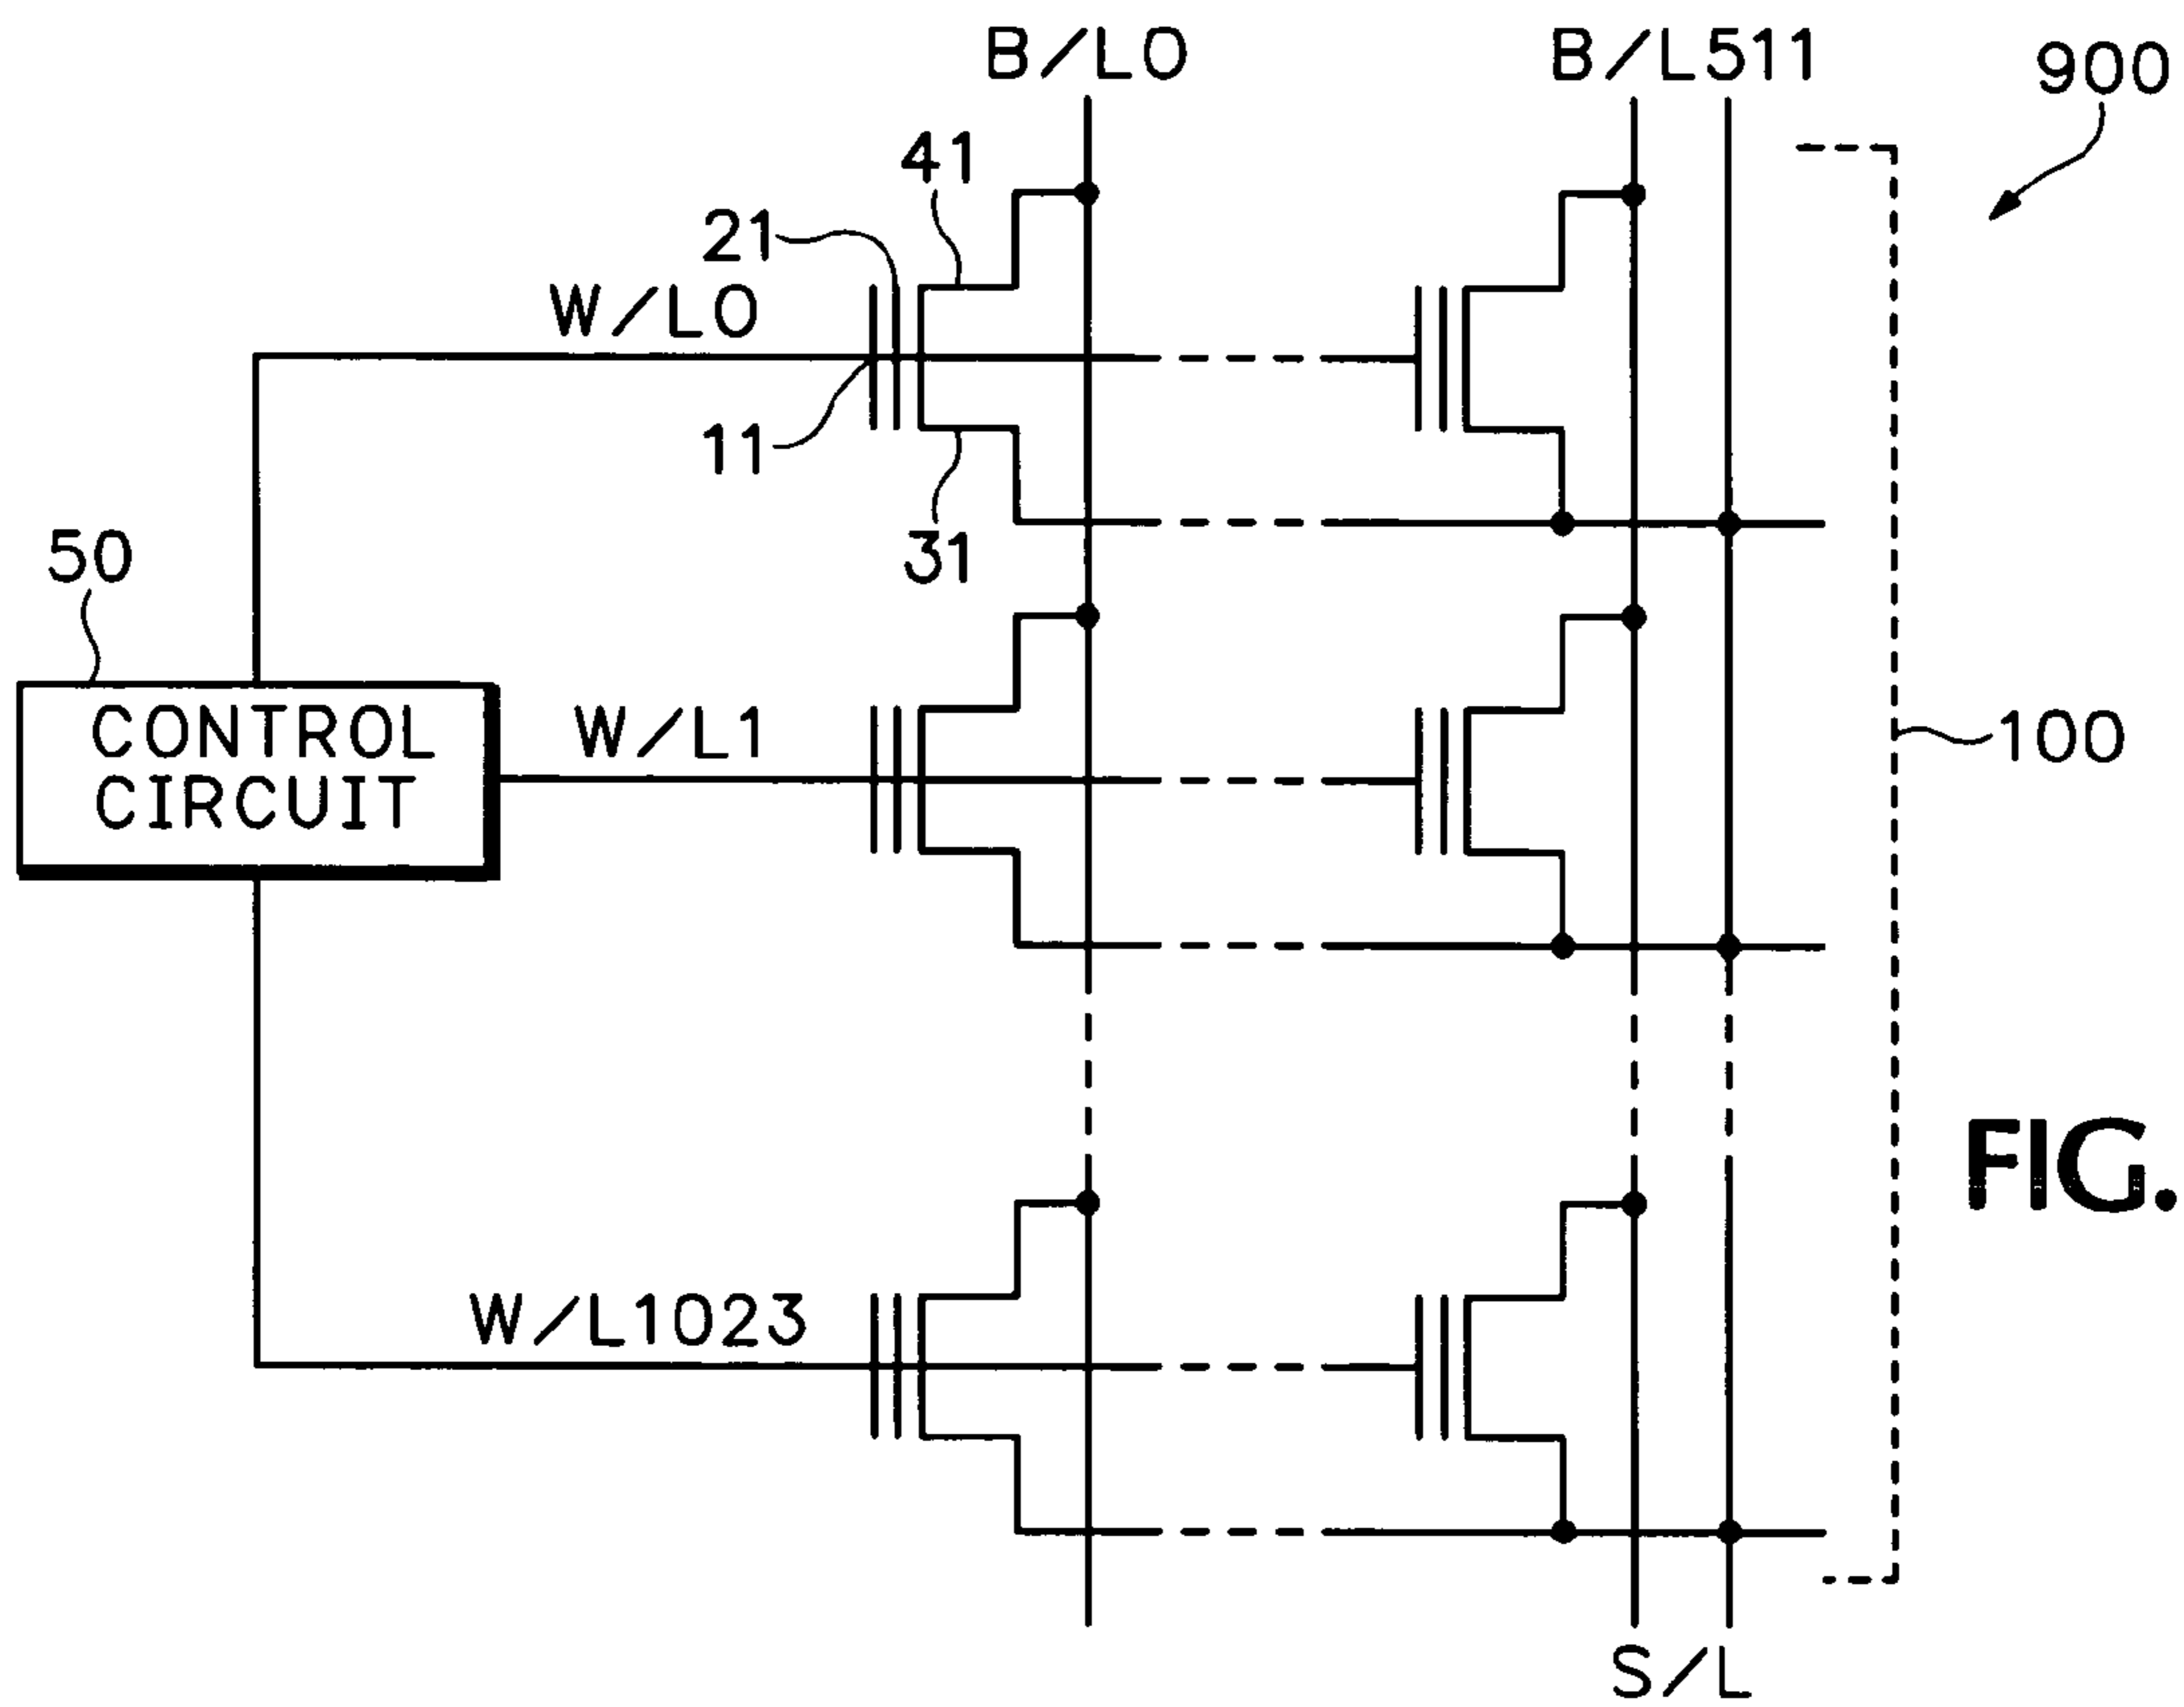 B/L0
B/L511
900
41
21
W/L0
11
31
50
CONTROL
CIRCUIT
W/L1
100
FIG.
W/L1023
S/L